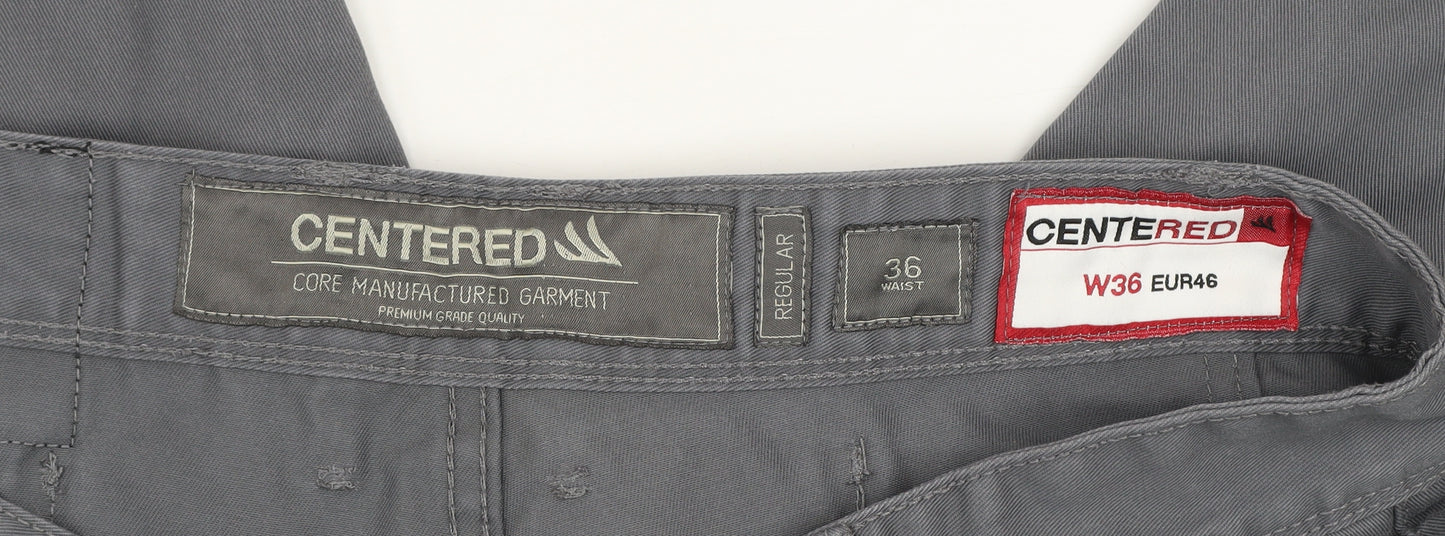 CENTERED
CORE MANUFACTURED GARMENT
PREMIUM GRADE QUALITY
REGULAR
36
WAIST
CENTERED
W36 EUR46